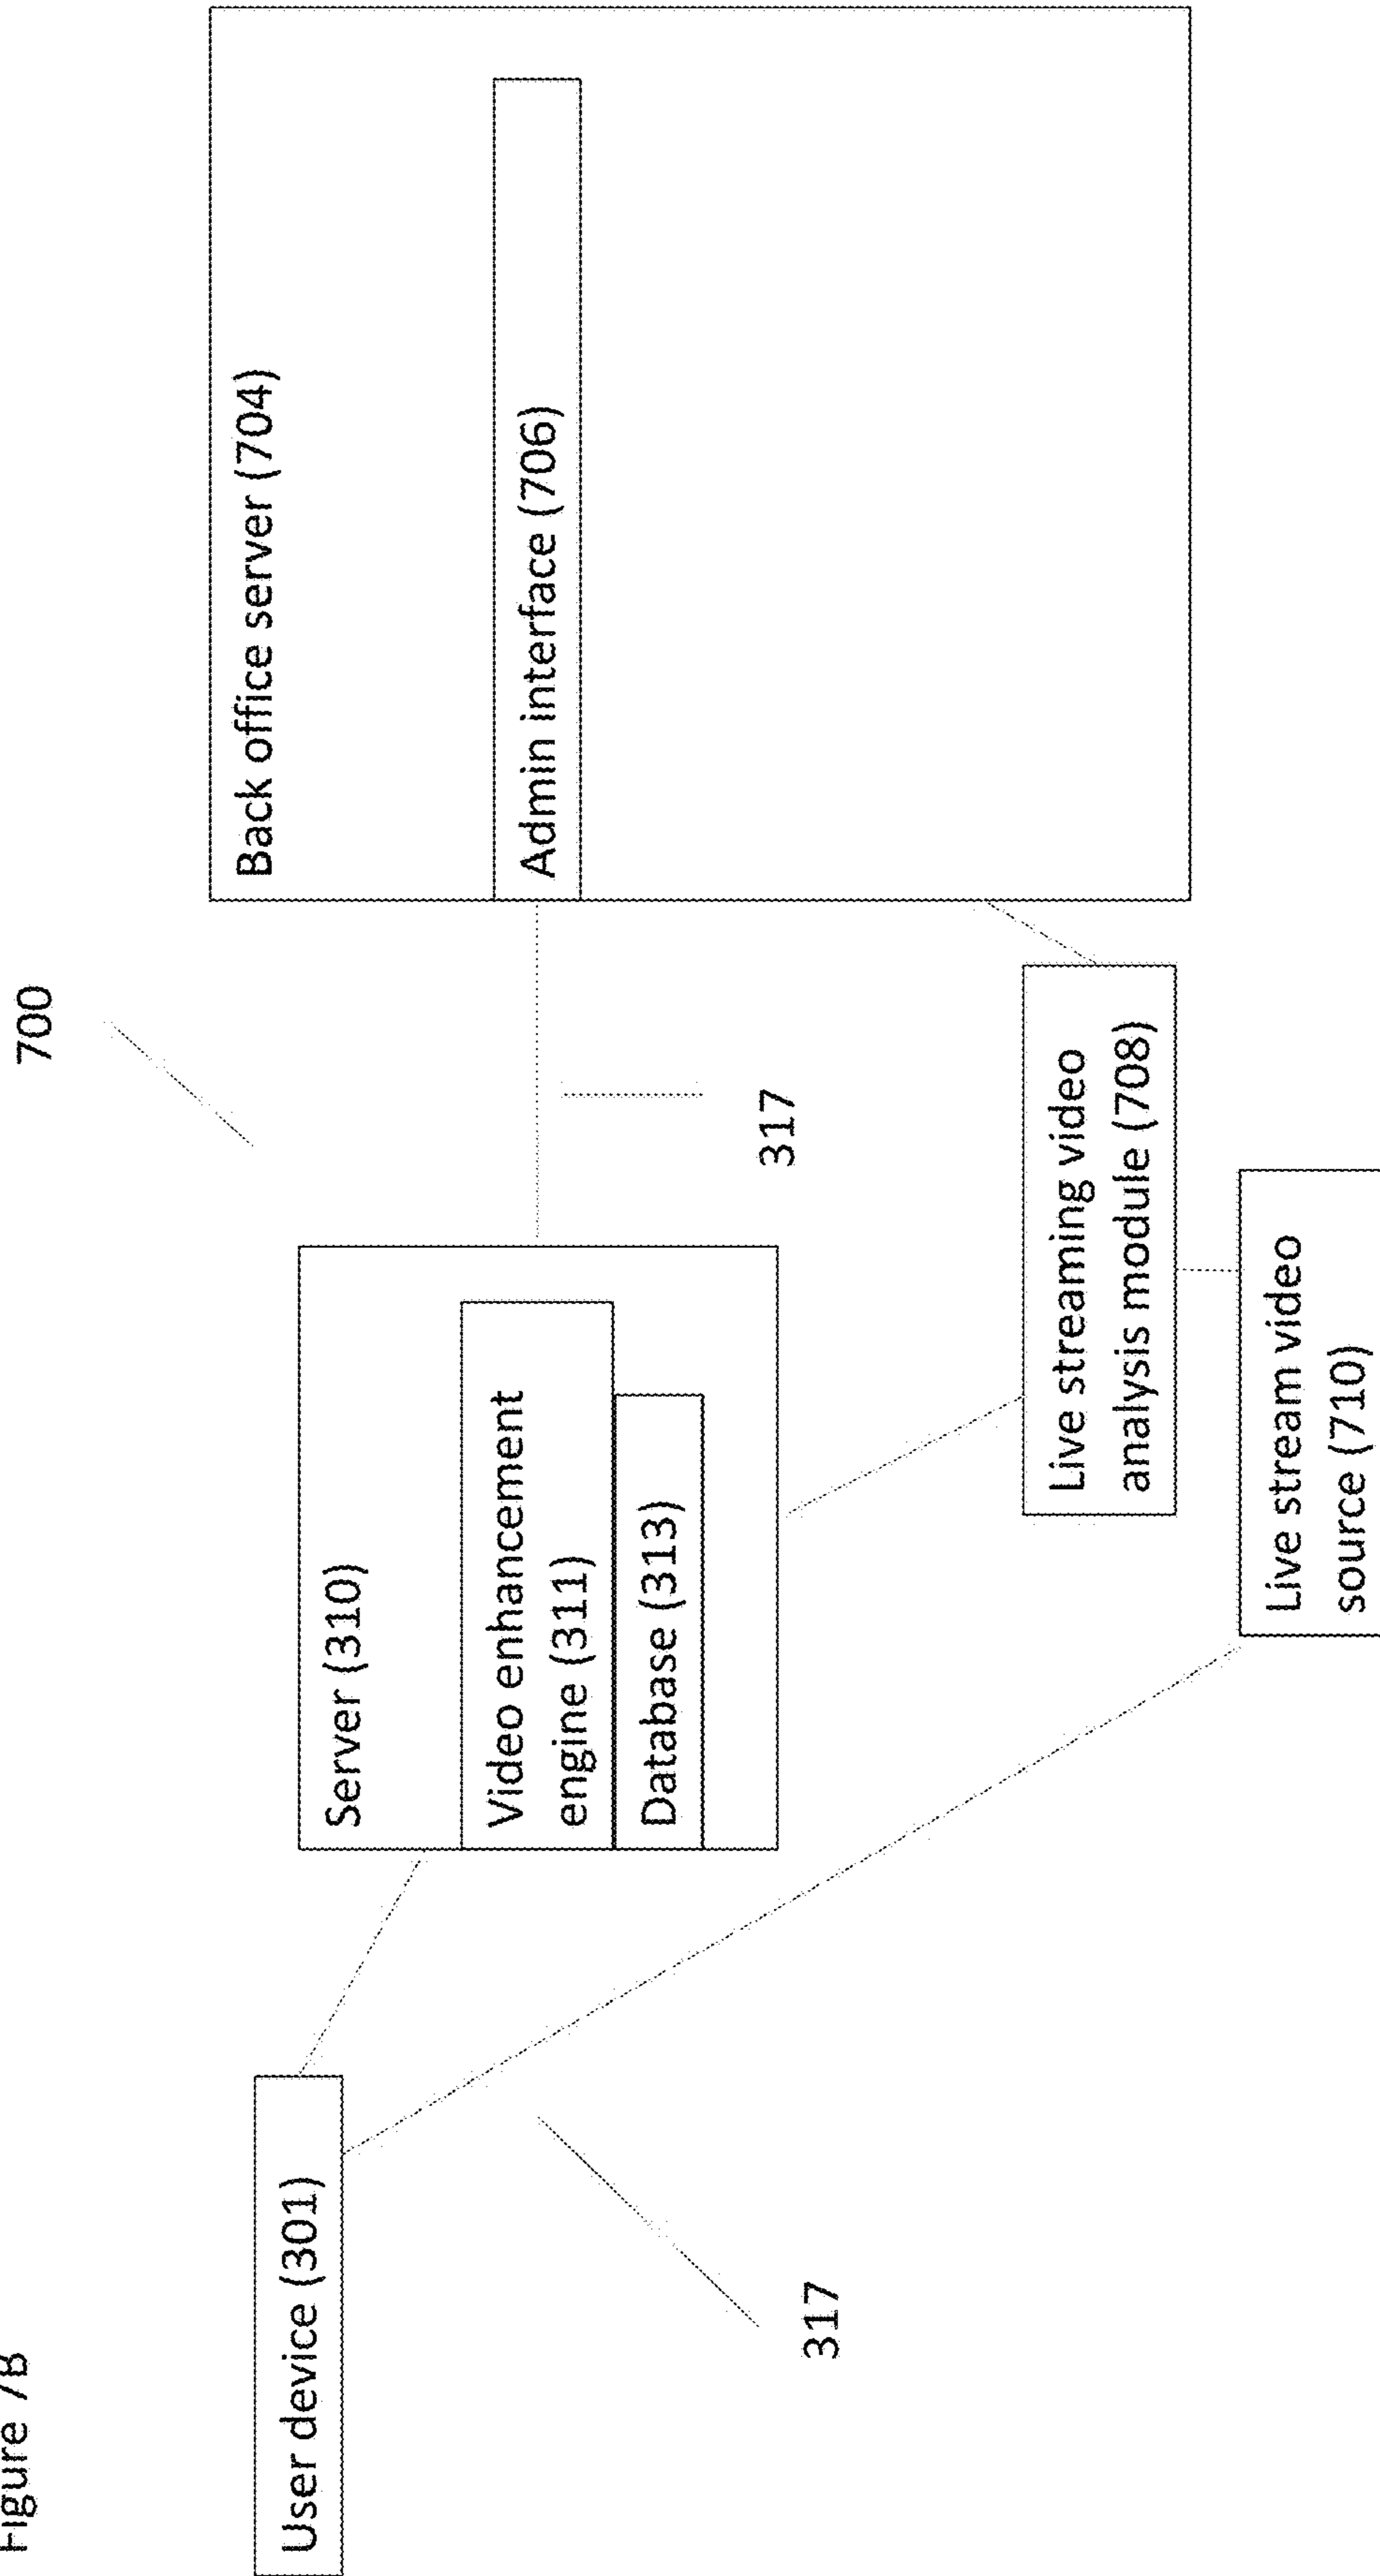 Figure 7B
700
User device (301)
Server (310)
Video enhancement
engine (311)
Database (313)
Back office server (704)
Admin interface (706)
317
317
Live streaming video
analysis module (708)
Live stream video
source (710)